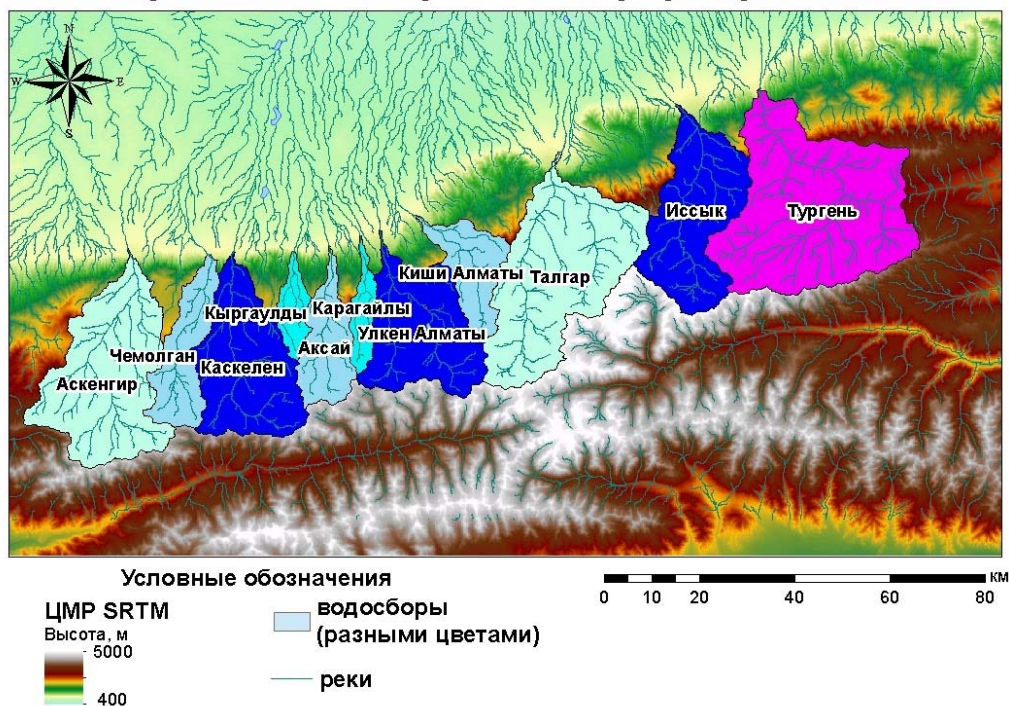 N
W E
S
Иссык
Тургень
Киши Алматы
Талгар
Кыргаулды
Карагайлы
Улкен Алматы
Аксай
Чемолган
Каскелен
Аскенгир
Условные обозначения
ЦМР SRTM
Высота, м
5000
400
водосборы
(разными цветами)
реки
КМ
0 10 20 40 60 80